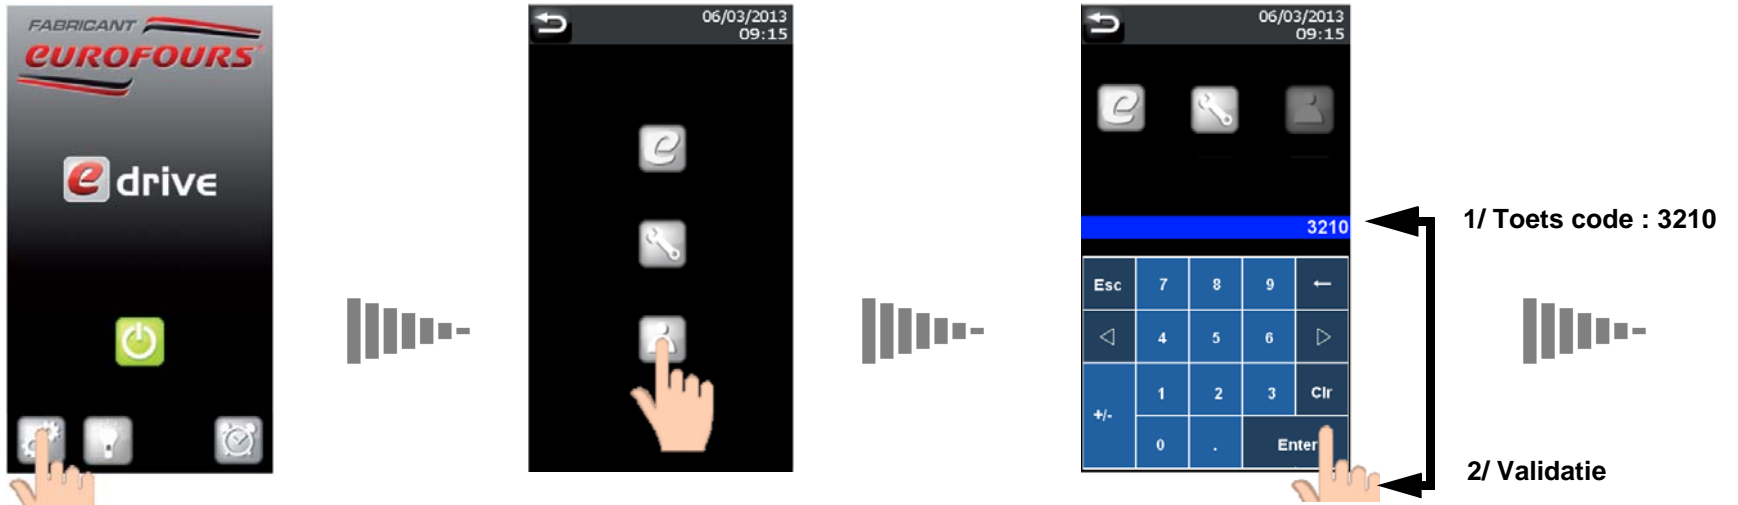 FABRICANT
eUROFOURS
e drive
06/03/2013
09:15
e
06/03/2013
09:15
e
3210
Esc 7 8 9 ←
◁ 4 5 6 ▷
+/- 1 2 3 Clr
0 . Enter
1/ Toets code : 3210
2/ Validatie